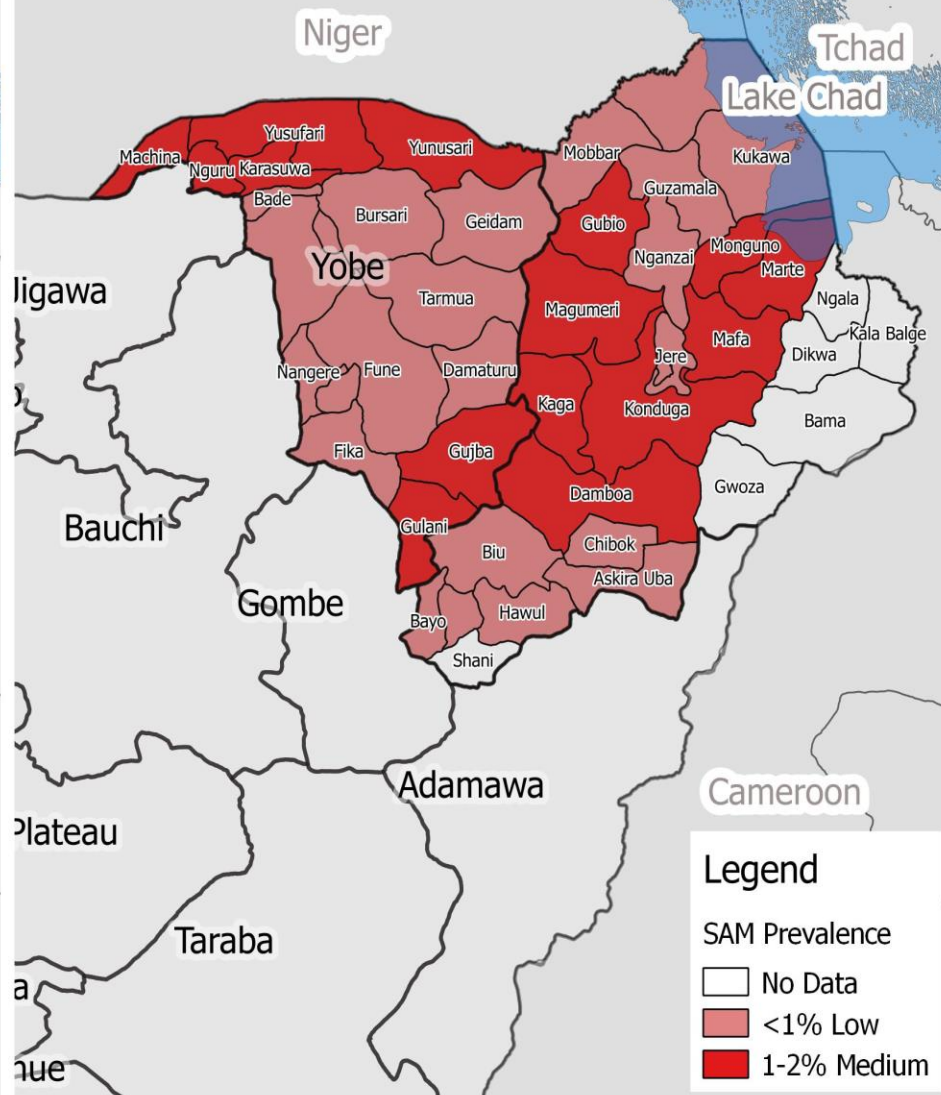 Niger
Tchad
Lake Chad
Yusufari
Machina
Yunusari
Mobbar
Kukawa
Nguru
Karasuwa
Guzamala
Bade
Bursari
Geidam
Gubio
Monguno
Nganzai
Yobe
Marte
Jigawa
Tarmua
Ngala
Magumeri
Kala Balge
Mafa
Jere
Dikwa
Nangere
Fune
Damaturu
Kaga
Konduga
Bama
Fika
Gujba
Gwoza
Damboa
Bauchi
Gulani
Chibok
Biu
Askira Uba
Gombe
Hawul
Bayo
Shani
Adamawa
Cameroon
Plateau
Taraba
a
nue
Legend
SAM Prevalence
No Data
<1% Low
1-2% Medium